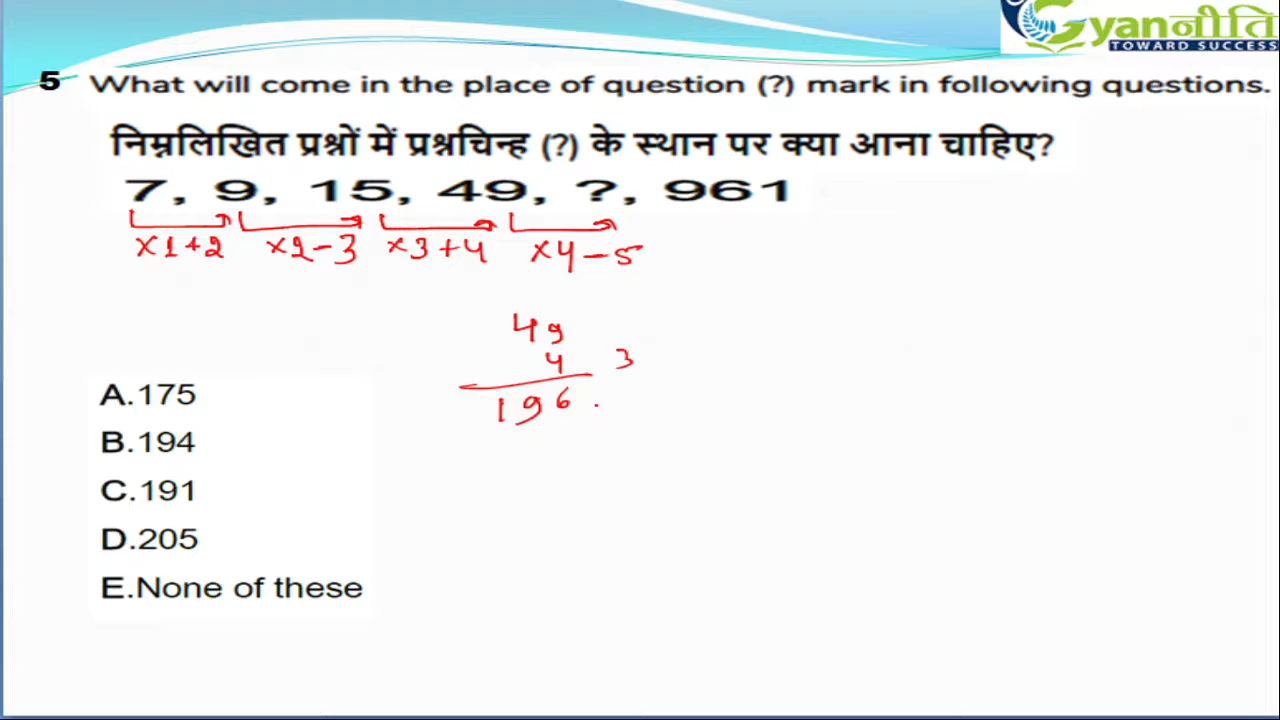 Gyanनीति
TOWARD SUCCESS
5 What will come in the place of question (?) mark in following questions.
निम्नलिखित प्रश्नों में प्रश्नचिन्ह (?) के स्थान पर क्या आना चाहिए?
7, 9, 15, 49, ?, 961
×1+2 ×2-3 ×3+4 ×4-5
49
4 3
196
A.175
B.194
C.191
D.205
E.None of these